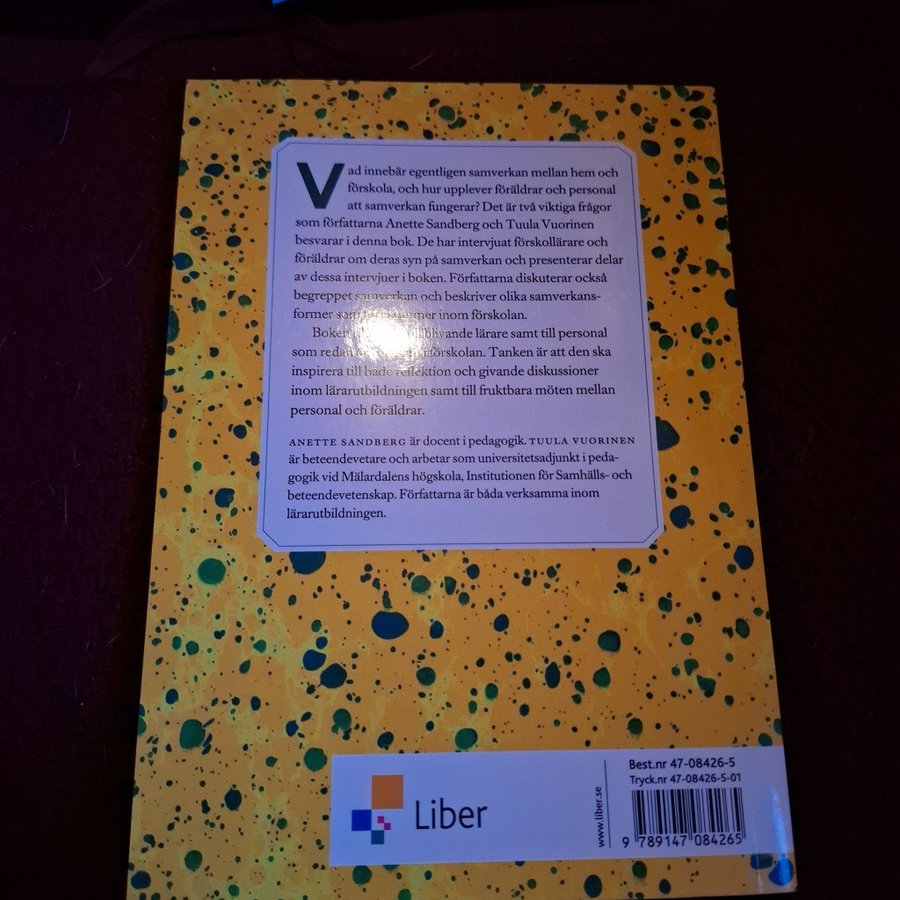 Vad innebär egentligen samverkan mellan hem och
förskola, och hur upplever föräldrar och personal
att samverkan fungerar? Det är två viktiga frågor
som författarna Anette Sandberg och Tuula Vuorinen
besvarar i denna bok. De har intervjuat förskollärare och
föräldrar om deras syn på samverkan och presenterar delar
av dessa intervjuer i boken. Författarna diskuterar också
begreppet samverkan och beskriver olika samverkans-
former som förekommer inom förskolan.
Boken blivande lärare samt till personal
som redan förskolan. Tanken är att den ska
inspirera till både reflektion och givande diskussioner
inom lärarutbildningen samt till fruktbara möten mellan
personal och föräldrar.
ANETTE SANDBERG är docent i pedagogik. TUULA VUORINEN
är beteendevetare och arbetar som universitetsadjunkt i peda-
gogik vid Mälardalens högskola, Institutionen för Samhälls- och
beteendevetenskap. Författarna är båda verksamma inom
lärarutbildningen.
Liber
www.liber.se
Best.nr 47-08426-5
Tryck.nr 47-08426-5-01
9 789147 084265